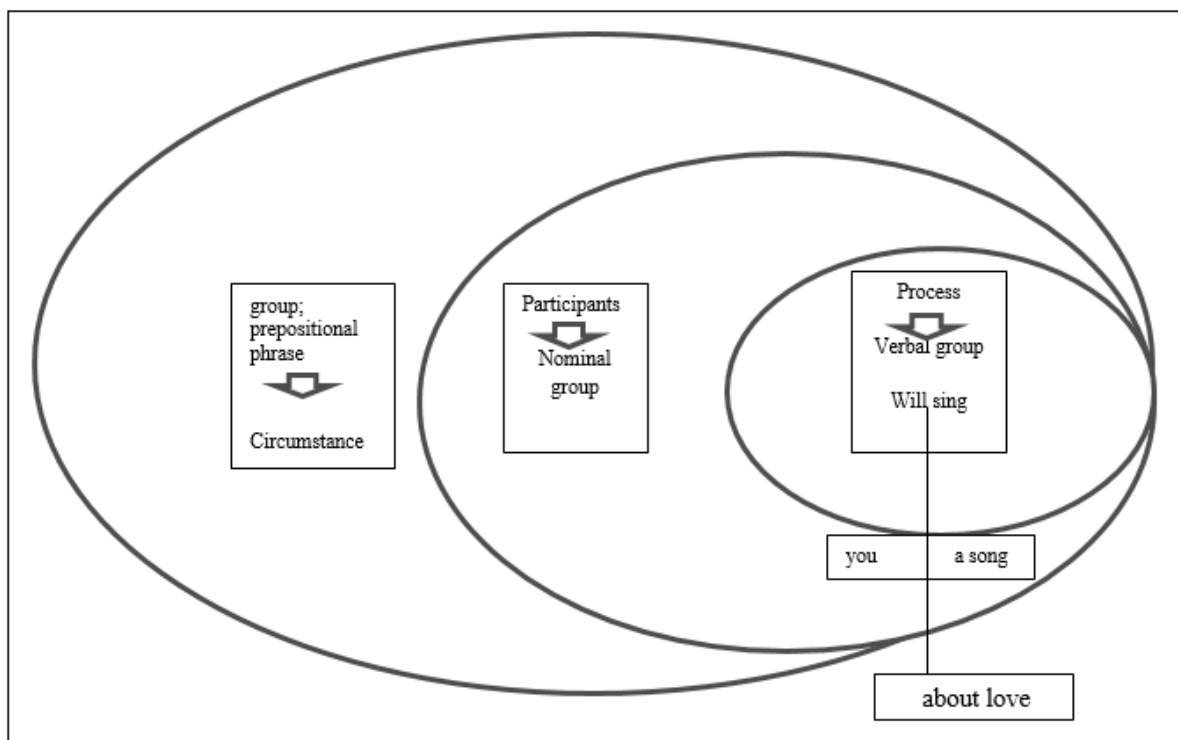 group;
prepositional
phrase
Circumstance
Participants
Nominal
group
Process
Verbal group
Will sing
you
a song
about love